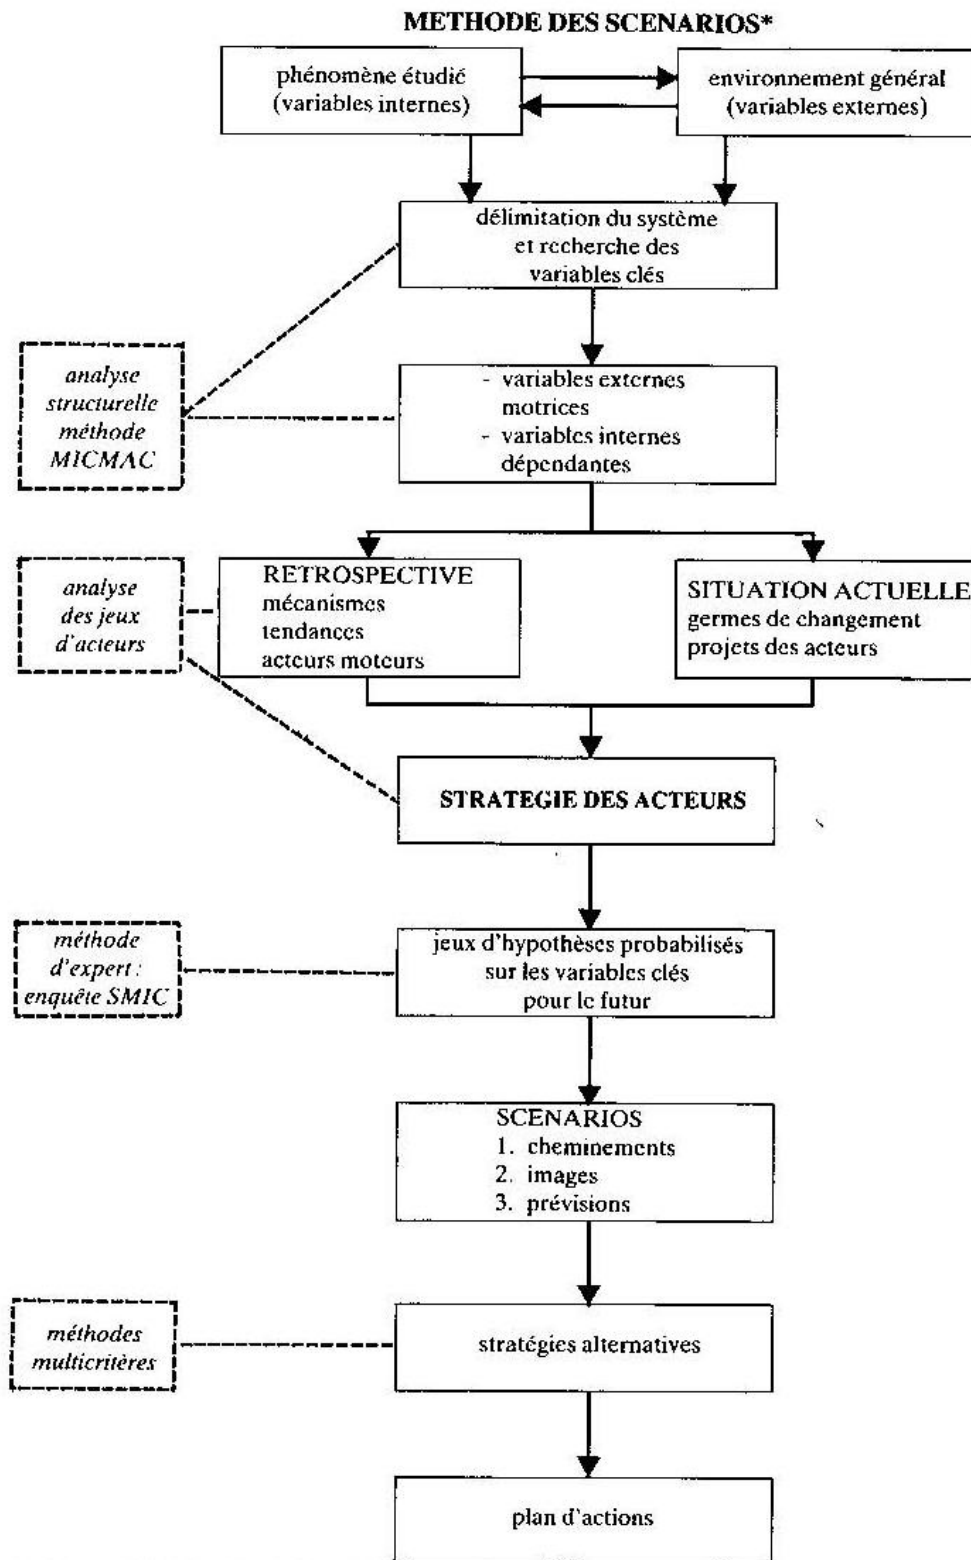 METHODE DES SCENARIOS*
phénomène étudié
(variables internes)
environnement général
(variables externes)
délimitation du système
et recherche des
variables clés
analyse
structurelle
méthode
MICMAC
- variables externes
motrices
- variables internes
dépendantes
analyse
des jeux
d'acteurs
RETROSPECTIVE
mécanismes
tendances
acteurs moteurs
SITUATION ACTUELLE
germes de changement
projets des acteurs
STRATEGIE DES ACTEURS
méthode
d'expert :
enquête SMIC
jeux d'hypothèses probabilisés
sur les variables clés
pour le futur
SCENARIOS
1. cheminements
2. images
3. prévisions
méthodes
multicritères
stratégies alternatives
plan d'actions